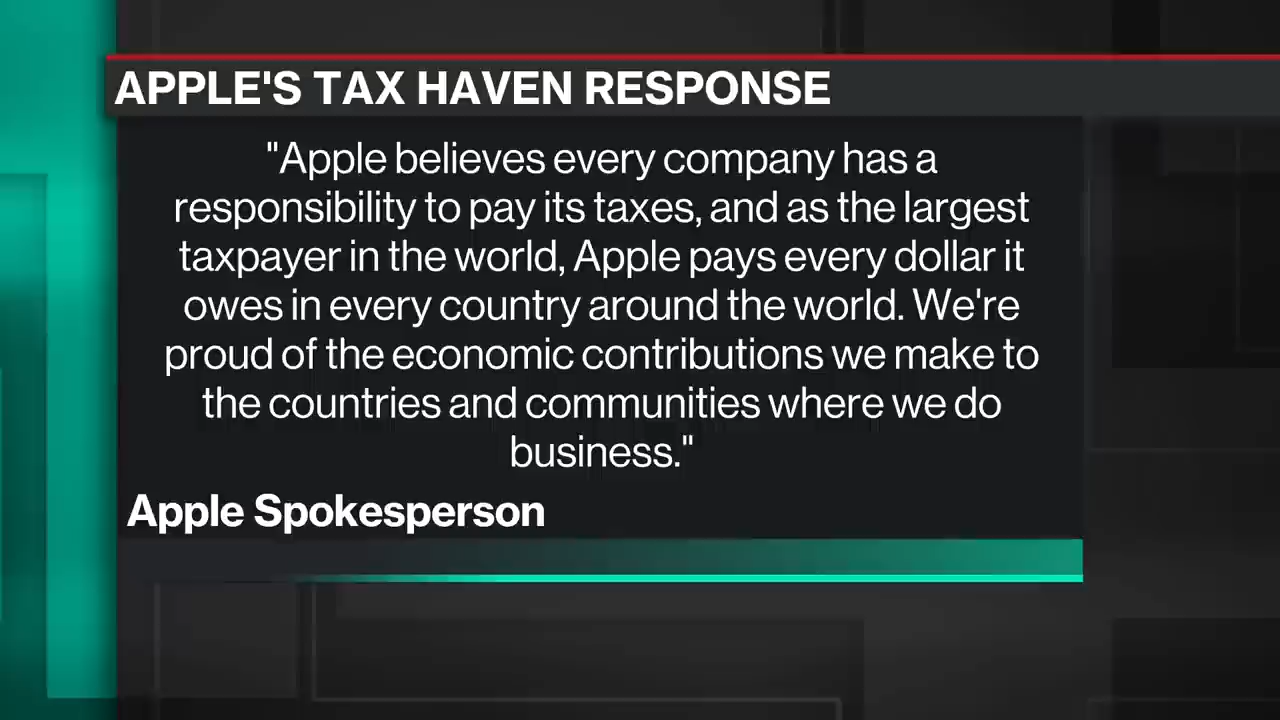 APPLE'S TAX HAVEN RESPONSE
"Apple believes every company has a
responsibility to pay its taxes, and as the largest
taxpayer in the world, Apple pays every dollar it
owes in every country around the world. We're
proud of the economic contributions we make to
the countries and communities where we do
business."
Apple Spokesperson